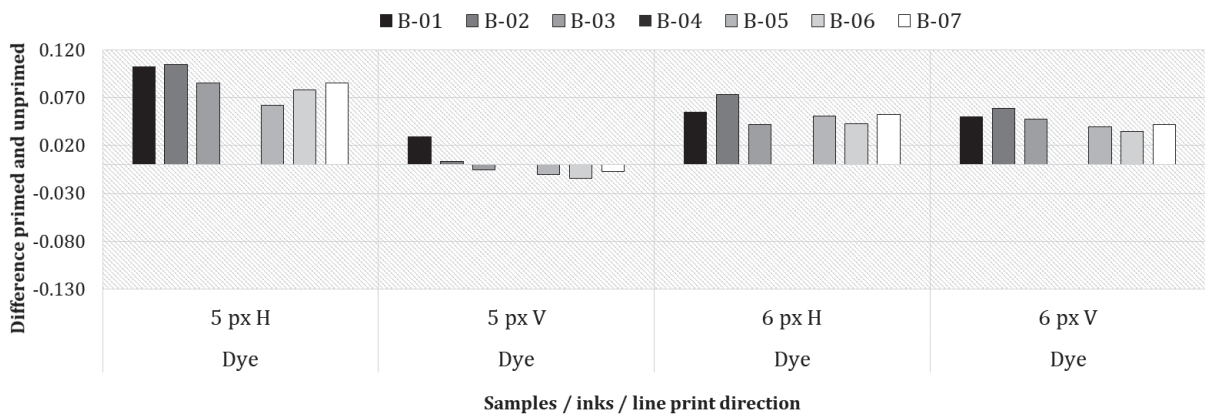 B-01 B-02 B-03 B-04 B-05 B-06 B-07
Difference primed and unprimed
0.120
0.070
0.020
-0.030
-0.080
-0.130
5 px H 5 px V 6 px H 6 px V
Dye Dye Dye Dye
Samples / inks / line print direction